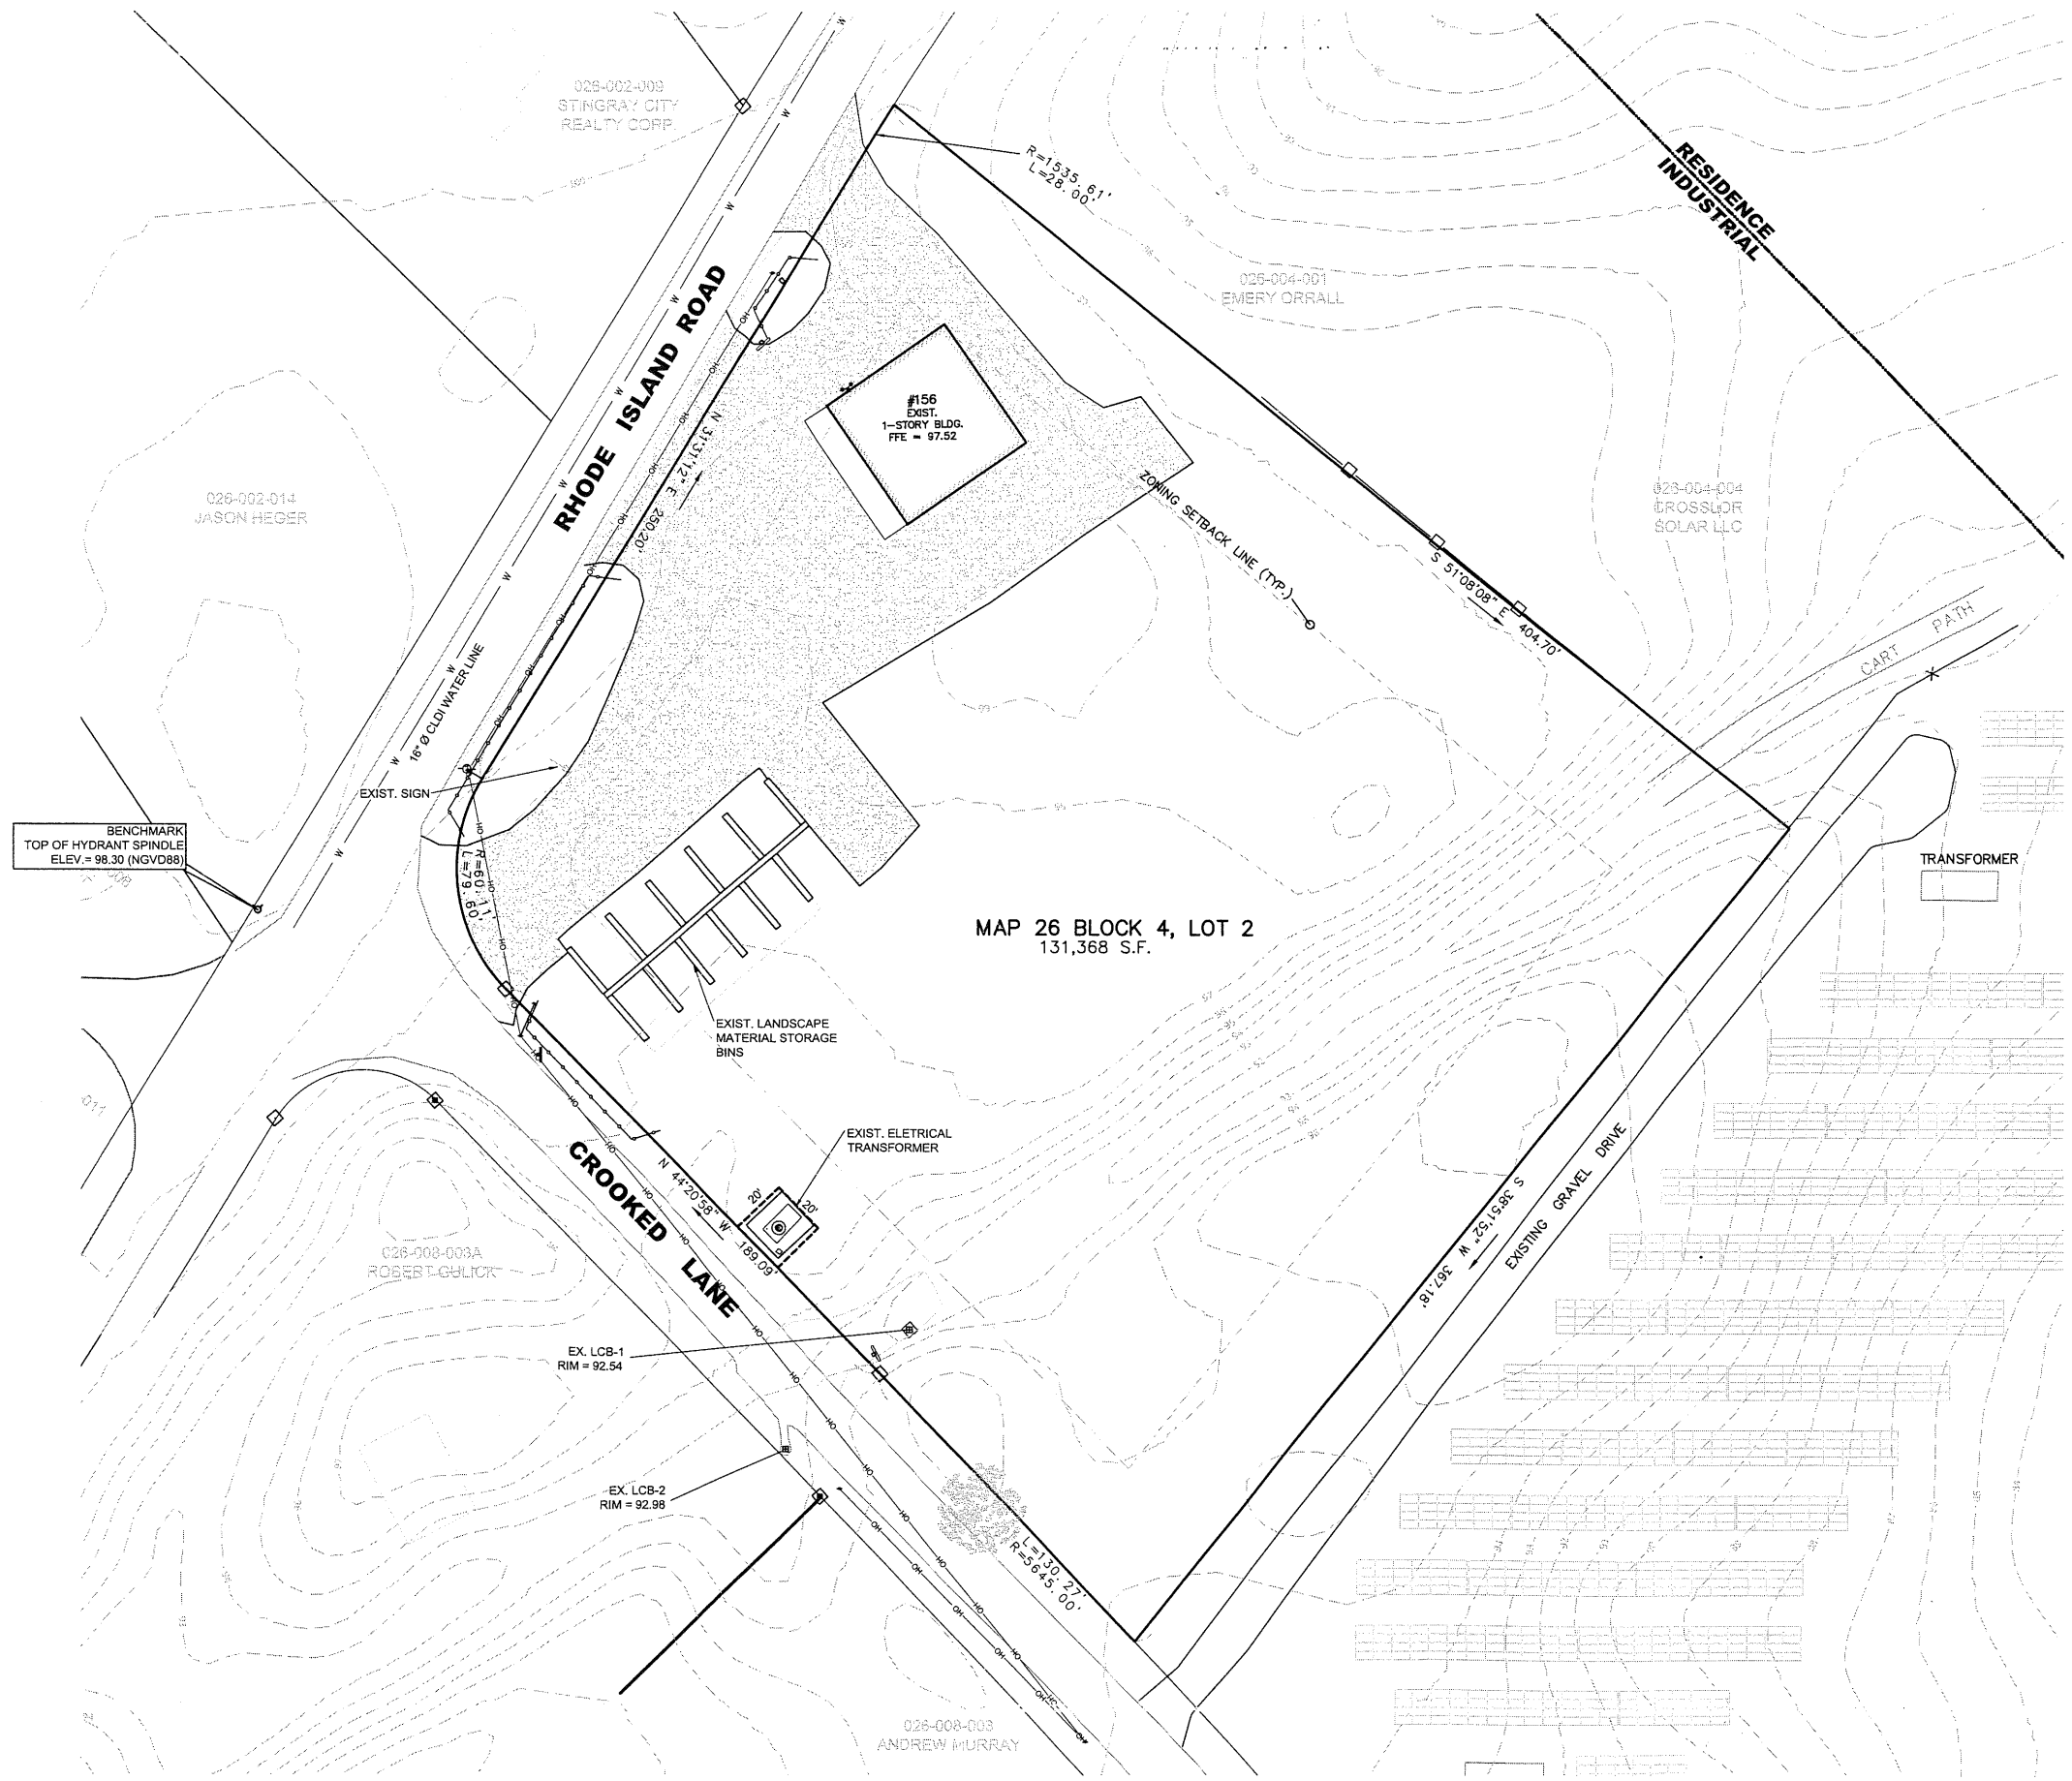 026-002-009
STINGRAY CITY
REALTY CORP.
R=1535.61'
L=28.00'
RESIDENCE
INDUSTRIAL
026-004-001
EMERY ORRALL
RHODE ISLAND ROAD
#156
EXIST.
1-STORY BLDG.
FFE = 97.52
N 31°31'12" E 250.20'
026-002-014
JASON HEGER
ZONING SETBACK LINE (TYP.)
026-004-004
CROSSLOR
SOLAR LLC
S 51°08'08" E 404.70'
CART PATH
16" Ø CLDI WATER LINE
EXIST. SIGN
BENCHMARK
TOP OF HYDRANT SPINDLE
ELEV.= 98.30 (NGVD88)
R=60.11'
L=79.60'
TRANSFORMER
MAP 26 BLOCK 4, LOT 2
131,368 S.F.
EXIST. LANDSCAPE
MATERIAL STORAGE
BINS
EXIST. ELETRICAL
TRANSFORMER
20'
20'
CROOKED LANE
N 44°20'58" W 189.09'
S 38°51'52" W 367.18'
EXISTING GRAVEL DRIVE
026-008-003A
ROBERT GULICK
EX. LCB-1
RIM = 92.54
EX. LCB-2
RIM = 92.98
L=130.27'
R=5645.00'
026-008-003
ANDREW MURRAY